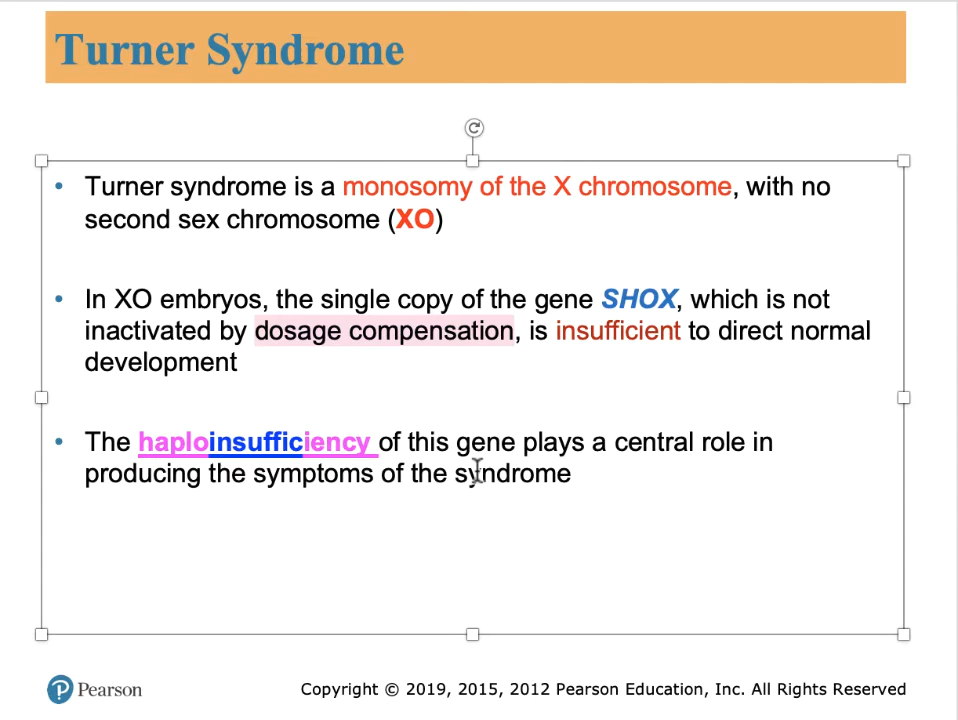 Turner Syndrome
• Turner syndrome is a monosomy of the X chromosome, with no
second sex chromosome (XO)
• In XO embryos, the single copy of the gene SHOX, which is not
inactivated by dosage compensation, is insufficient to direct normal
development
• The haploinsufficiency of this gene plays a central role in
producing the symptoms of the syndrome
Pearson
Copyright © 2019, 2015, 2012 Pearson Education, Inc. All Rights Reserved